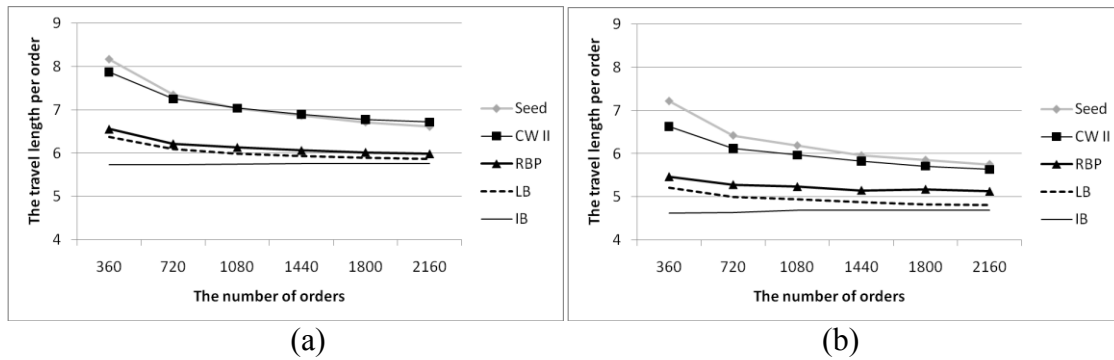 The travel length per order
9
8
7
6
5
4
360 720 1080 1440 1800 2160
The number of orders
Seed
CW II
RBP
LB
IB
(a)
The travel length per order
9
8
7
6
5
4
360 720 1080 1440 1800 2160
The number of orders
Seed
CW II
RBP
LB
IB
(b)